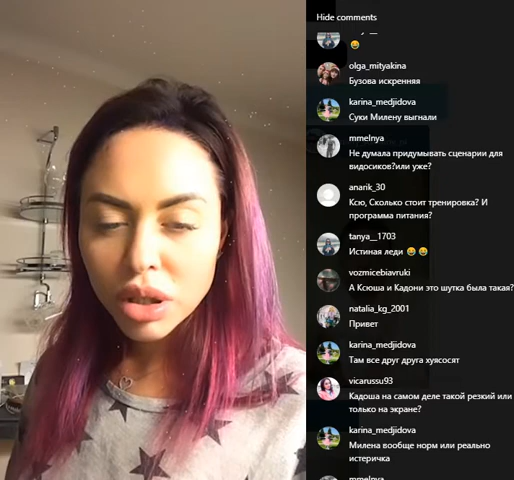 Hide comments
😂
olga_mityakina
Бузова искренняя
karina_medjidova
Суки Милену выгнали
mmelnya
Не думала придумывать сценарии для
видосиков?или уже?
anarik_30
Ксю, Сколько стоит тренировка? И
программа питания?
tanya__1703
Истиная леди 😂😂
vozmicebiavruki
А Ксюша и Кадони это шутка была такая?
natalia_kg_2001
Привет
karina_medjidova
Там все друг друга хуясосят
vicarussu93
Кадоша на самом деле такой резкий или
только на экране?
karina_medjidova
Милена вообще норм или реально
истеричка
mmelnya